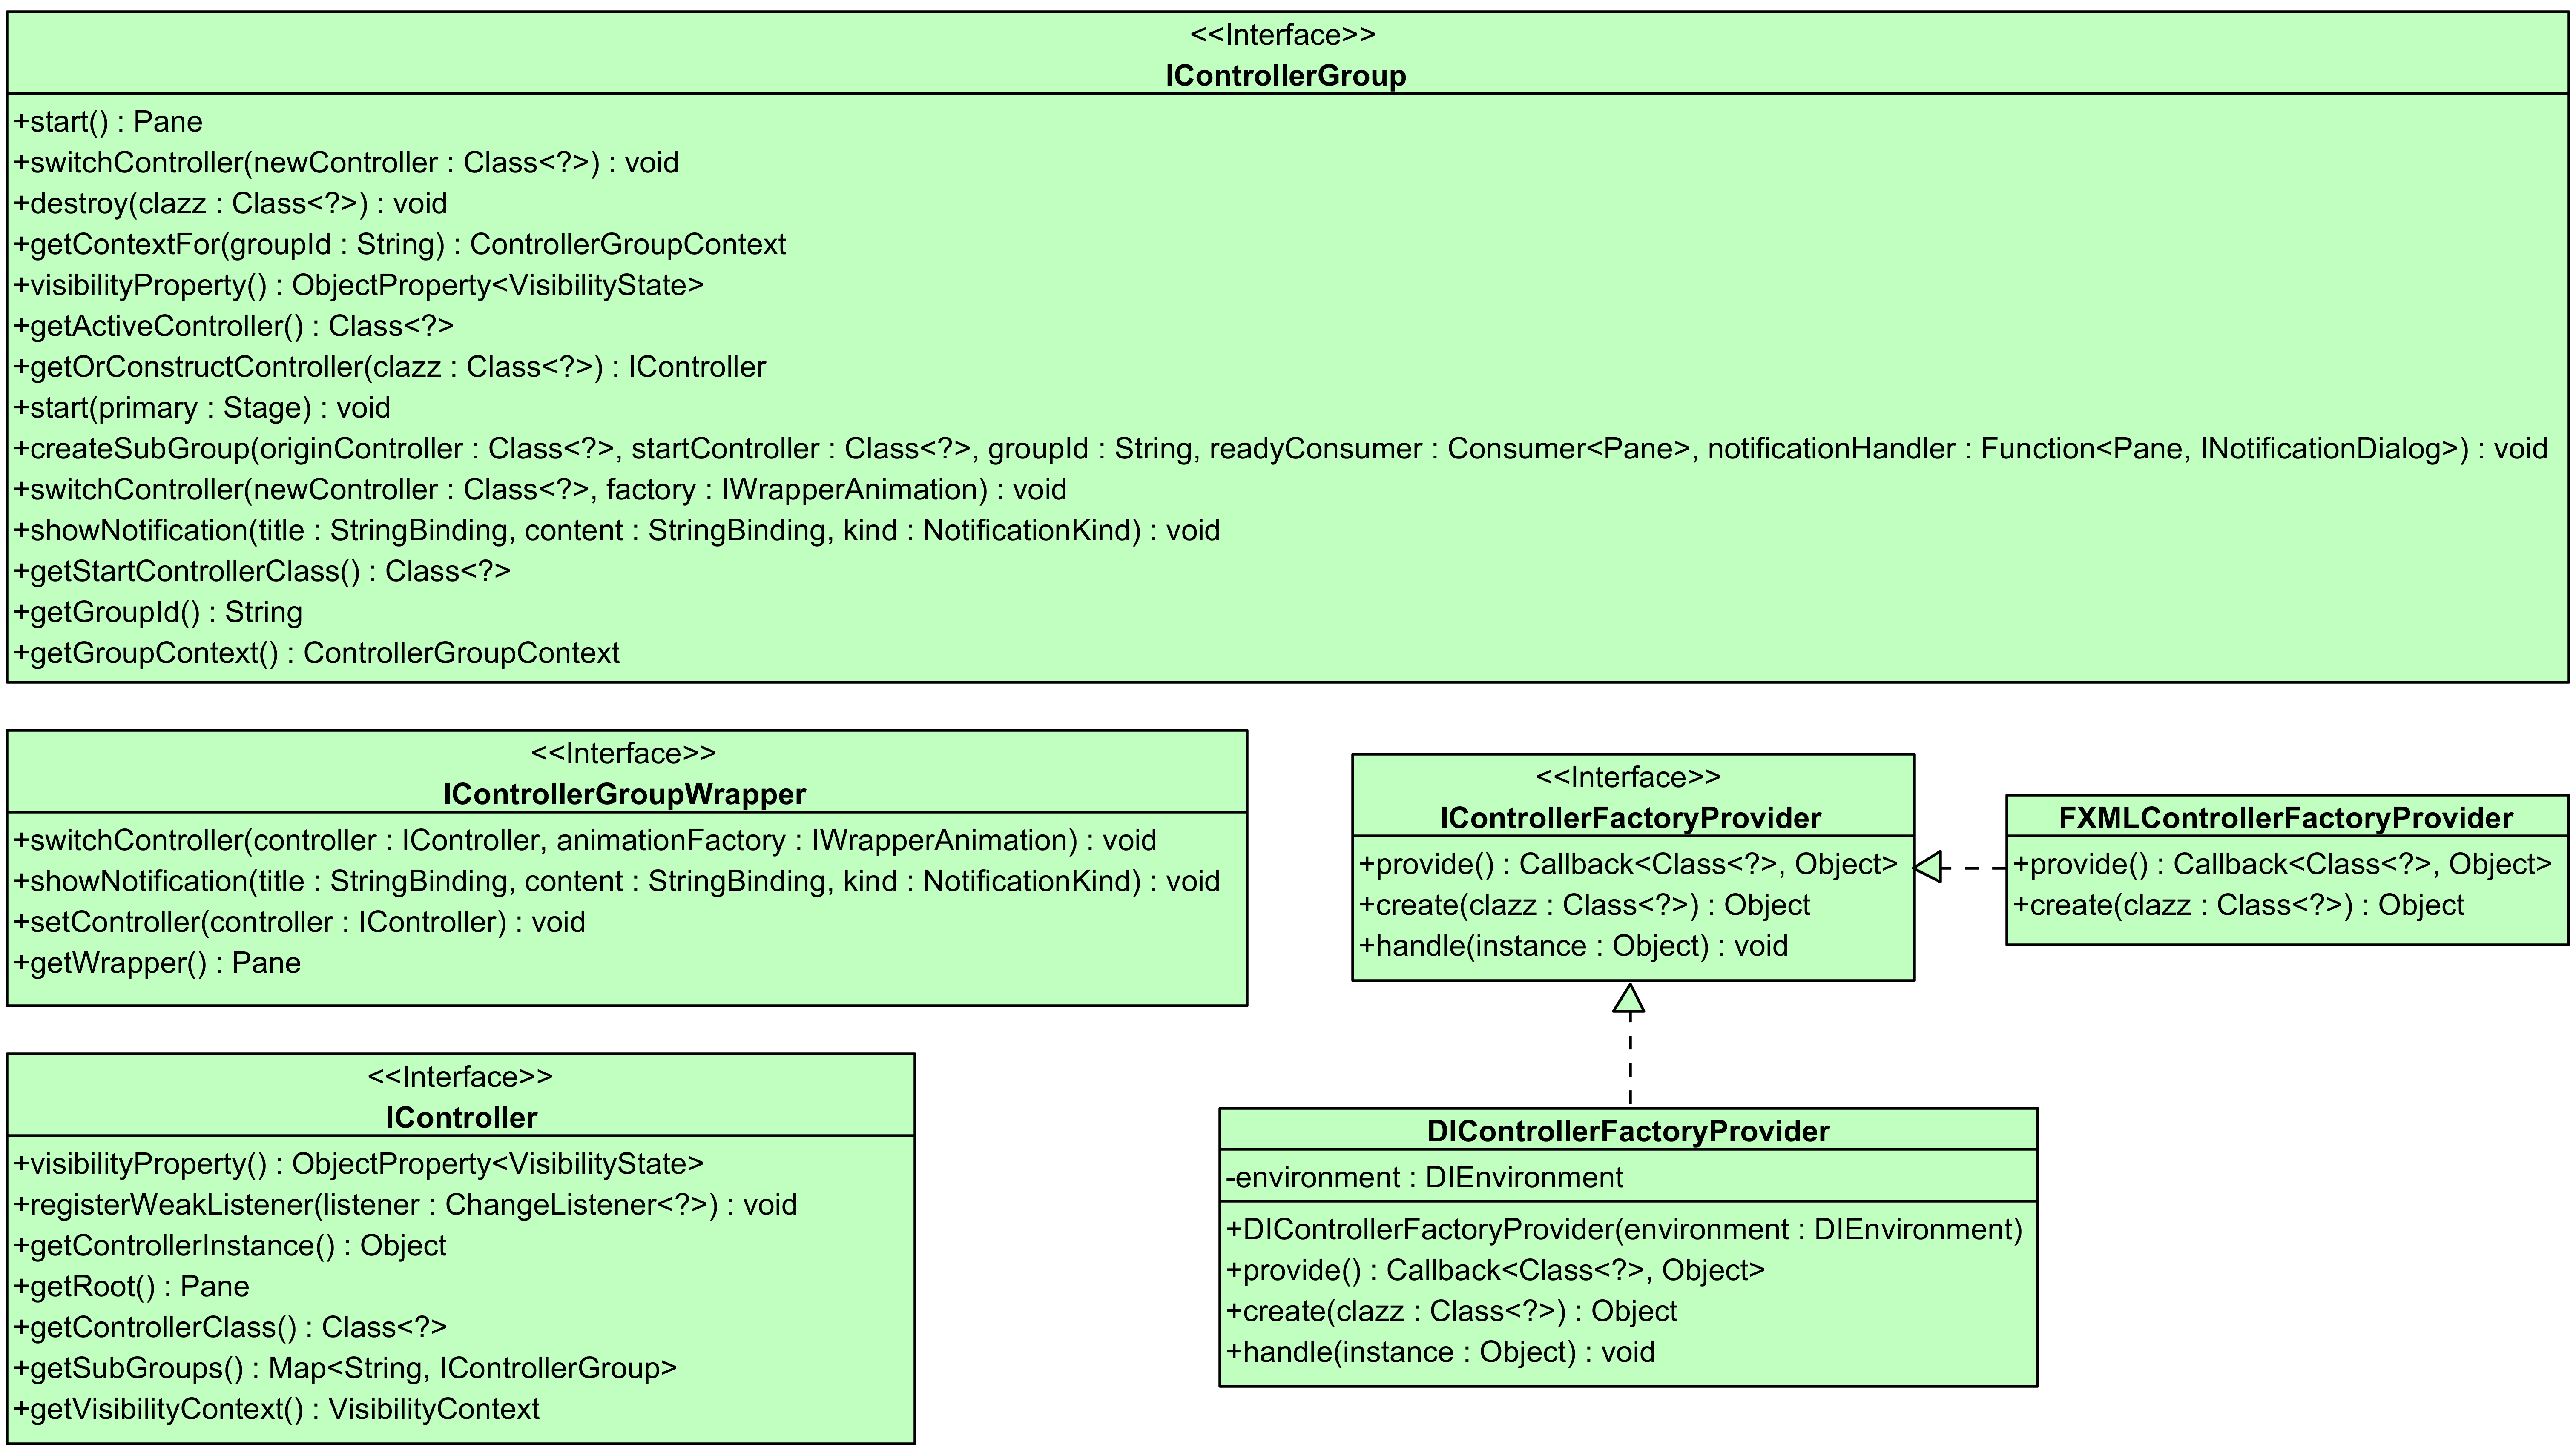 <<Interface>>
IControllerGroup
+start() : Pane
+switchController(newController : Class<?>) : void
+destroy(clazz : Class<?>) : void
+getContextFor(groupId : String) : ControllerGroupContext
+visibilityProperty() : ObjectProperty<VisibilityState>
+getActiveController() : Class<?>
+getOrConstructController(clazz : Class<?>) : IController
+start(primary : Stage) : void
+createSubGroup(originController : Class<?>, startController : Class<?>, groupId : String, readyConsumer : Consumer<Pane>, notificationHandler : Function<Pane, INotificationDialog>) : void
+switchController(newController : Class<?>, factory : IWrapperAnimation) : void
+showNotification(title : StringBinding, content : StringBinding, kind : NotificationKind) : void
+getStartControllerClass() : Class<?>
+getGroupId() : String
+getGroupContext() : ControllerGroupContext
<<Interface>>
IControllerGroupWrapper
+switchController(controller : IController, animationFactory : IWrapperAnimation) : void
+showNotification(title : StringBinding, content : StringBinding, kind : NotificationKind) : void
+setController(controller : IController) : void
+getWrapper() : Pane
<<Interface>>
IControllerFactoryProvider
+provide() : Callback<Class<?>, Object>
+create(clazz : Class<?>) : Object
+handle(instance : Object) : void
FXMLControllerFactoryProvider
+provide() : Callback<Class<?>, Object>
+create(clazz : Class<?>) : Object
<<Interface>>
IController
+visibilityProperty() : ObjectProperty<VisibilityState>
+registerWeakListener(listener : ChangeListener<?>) : void
+getControllerInstance() : Object
+getRoot() : Pane
+getControllerClass() : Class<?>
+getSubGroups() : Map<String, IControllerGroup>
+getVisibilityContext() : VisibilityContext
DIControllerFactoryProvider
-environment : DIEnvironment
+DIControllerFactoryProvider(environment : DIEnvironment)
+provide() : Callback<Class<?>, Object>
+create(clazz : Class<?>) : Object
+handle(instance : Object) : void